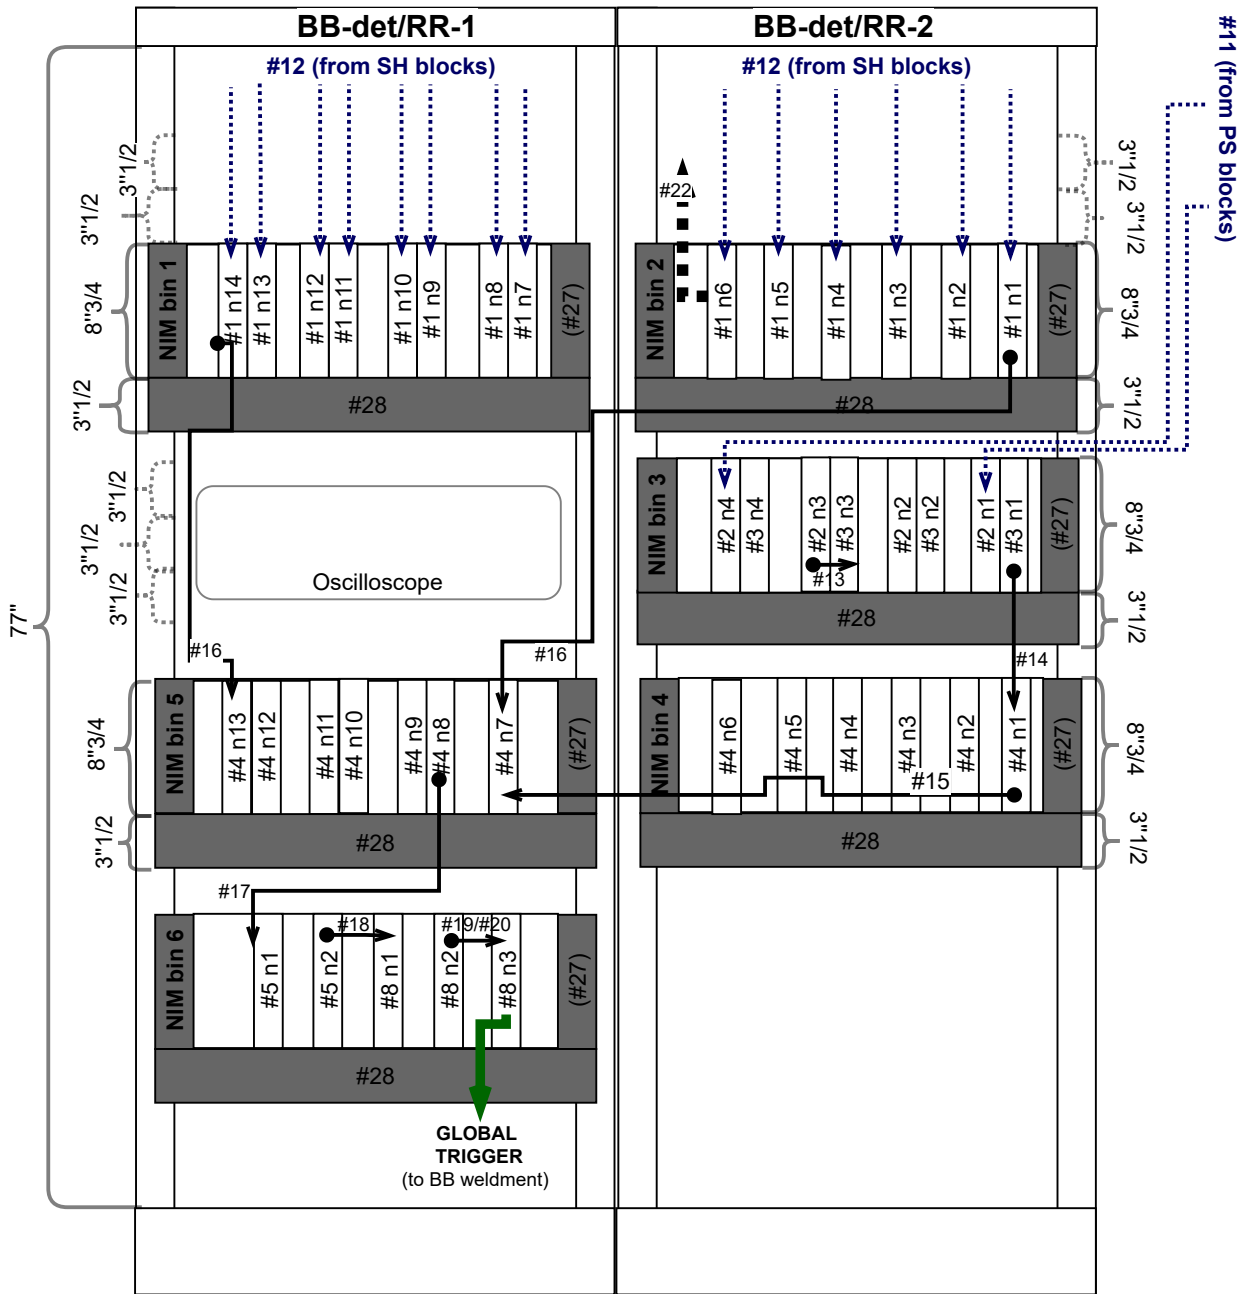 BB-det/RR-1
BB-det/RR-2
#12 (from SH blocks)
#12 (from SH blocks)
#11 (from PS blocks)
77"
3"1/2
3"1/2
8"3/4
3"1/2
3"1/2
3"1/2
3"1/2
8"3/4
3"1/2
NIM bin 1
#1 n14
#1 n13
#1 n12
#1 n11
#1 n10
#1 n9
#1 n8
#1 n7
(#27)
#28
Oscilloscope
#16
#16
NIM bin 5
#4 n13
#4 n12
#4 n11
#4 n10
#4 n9
#4 n8
#4 n7
(#27)
#28
#17
NIM bin 6
#5 n1
#5 n2
#18
#8 n1
#19/#20
#8 n2
#8 n3
(#27)
#28
GLOBAL
TRIGGER
(to BB weldment)
#22
NIM bin 2
#1 n6
#1 n5
#1 n4
#1 n3
#1 n2
#1 n1
(#27)
#28
NIM bin 3
#2 n4
#3 n4
#2 n3
#3 n3
#13
#2 n2
#3 n2
#2 n1
#3 n1
(#27)
#28
#14
NIM bin 4
#4 n6
#4 n5
#4 n4
#4 n3
#4 n2
#4 n1
#15
(#27)
#28
3"1/2
3"1/2
8"3/4
3"1/2
8"3/4
3"1/2
8"3/4
3"1/2